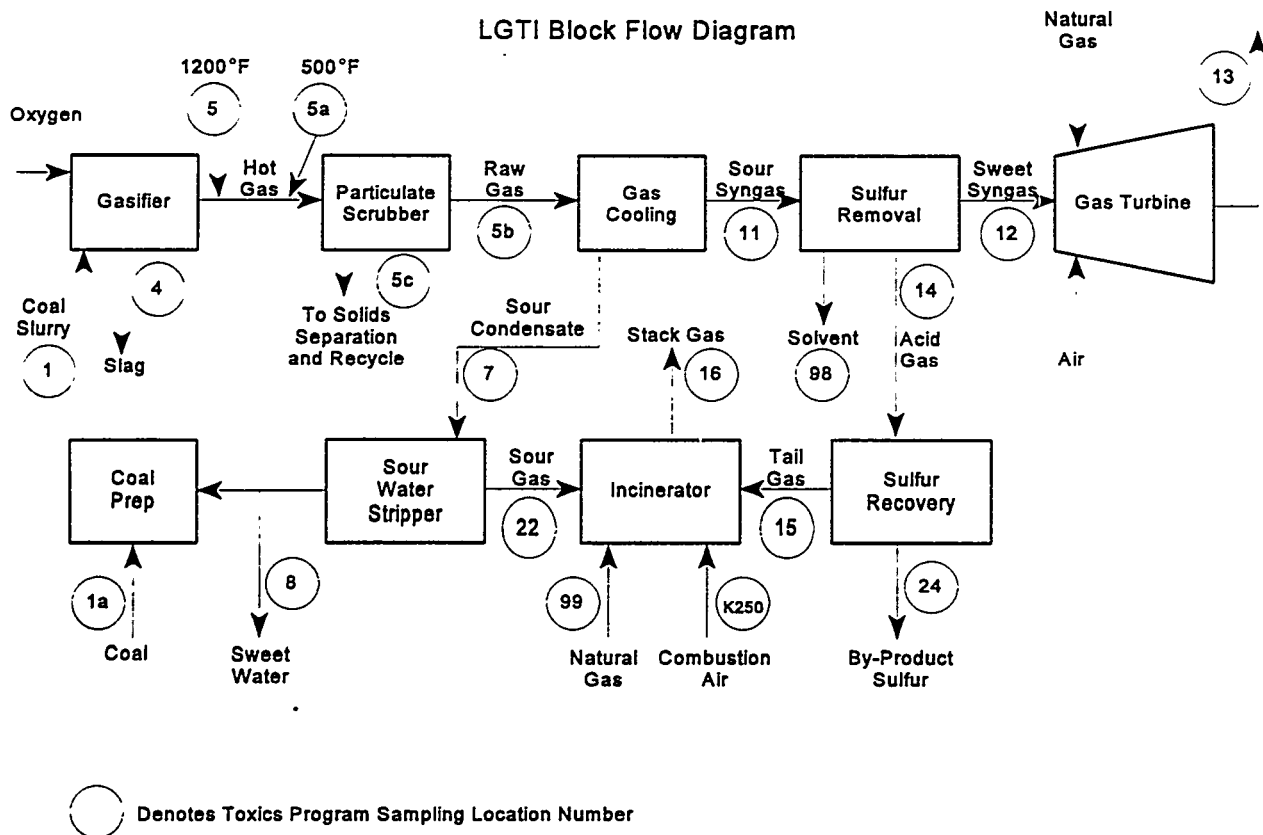 LGTI Block Flow Diagram
Natural
Gas
13
1200°F
500°F
5
5a
Oxygen
Hot
Gas
Raw
Gas
Sour
Syngas
Sweet
Syngas
Gasifier
Particulate
Scrubber
Gas
Cooling
Sulfur
Removal
Gas Turbine
5b
11
12
4
5c
14
Coal
Slurry
1
Slag
To Solids
Separation
and Recycle
Sour
Condensate
7
Stack Gas
16
Solvent
98
Acid
Gas
Air
Coal
Prep
Sour
Water
Stripper
Sour
Gas
22
Incinerator
Tail
Gas
15
Sulfur
Recovery
1a
8
99
K250
24
Coal
Sweet
Water
Natural
Gas
Combustion
Air
By-Product
Sulfur
Denotes Toxics Program Sampling Location Number